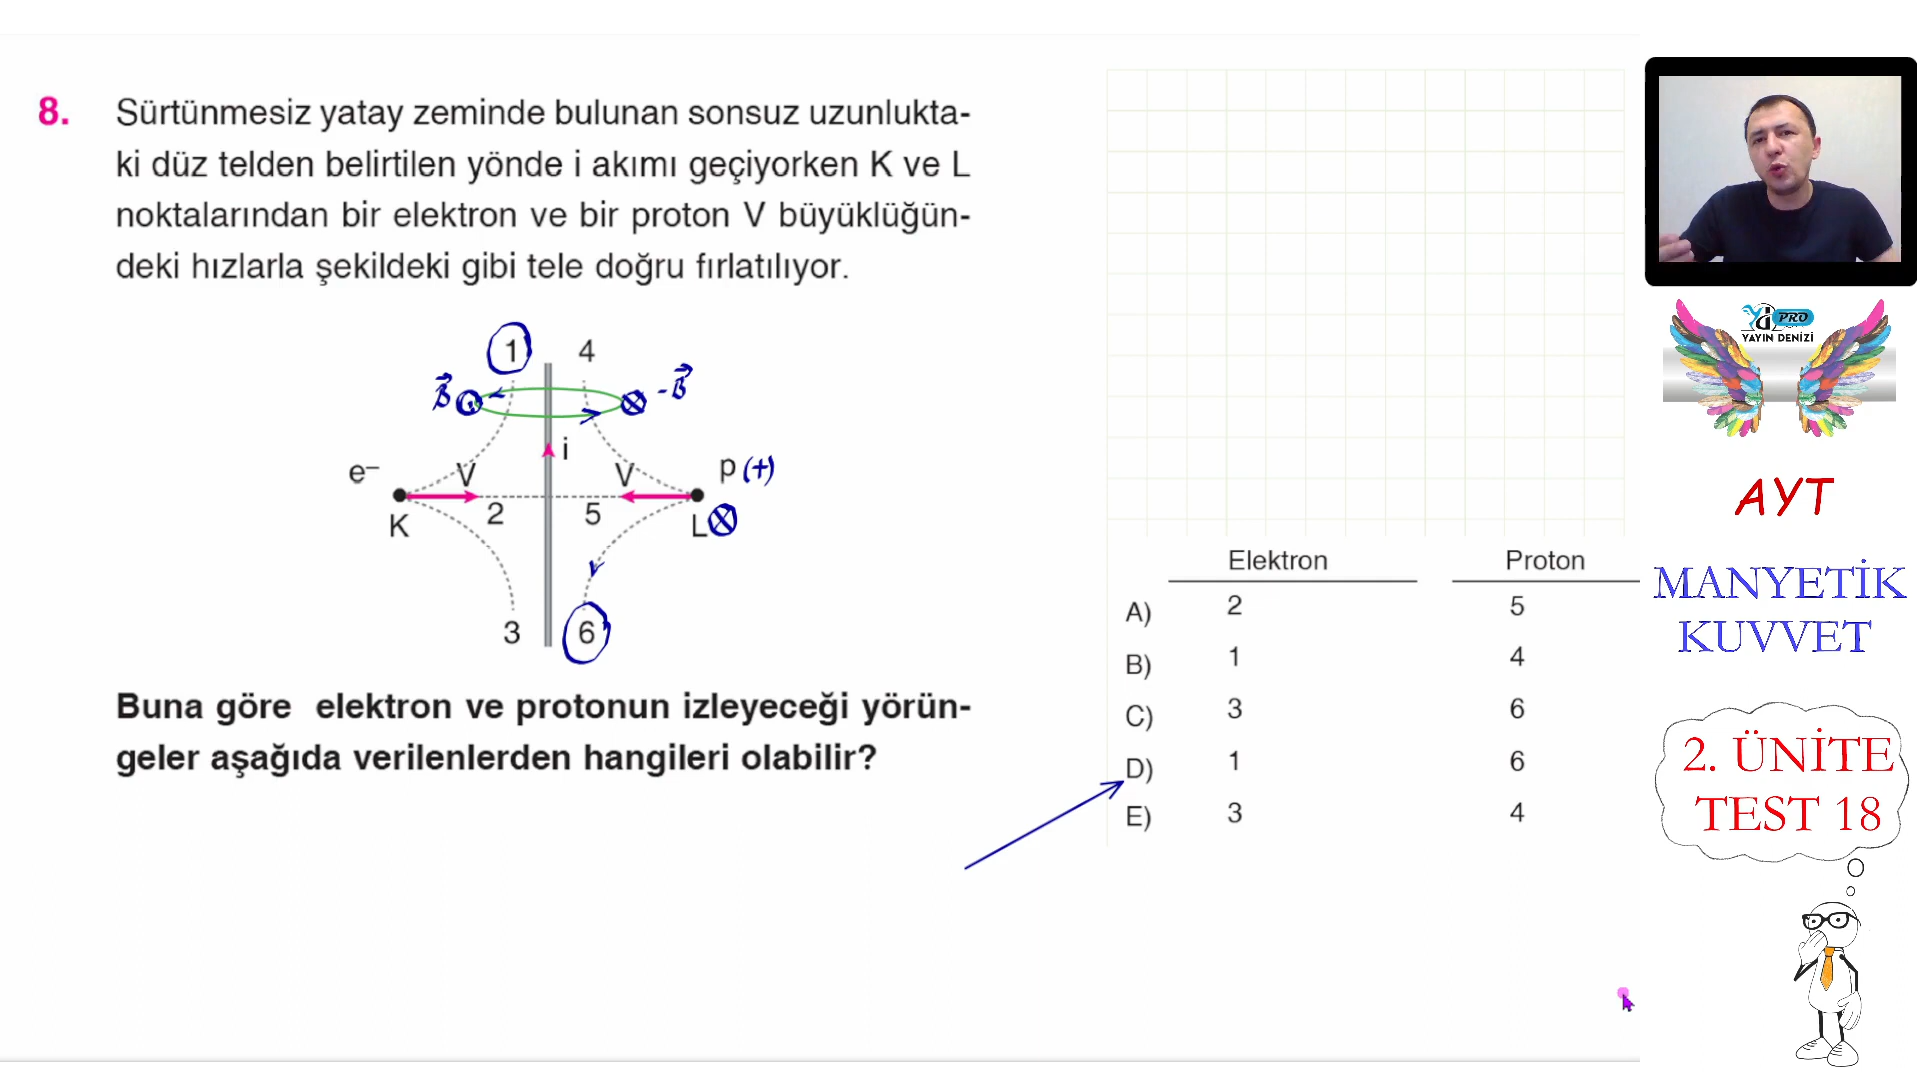 8. Sürtünmesiz yatay zeminde bulunan sonsuz uzunlukta-
ki düz telden belirtilen yönde i akımı geçiyorken K ve L
noktalarından bir elektron ve bir proton V büyüklüğün-
deki hızlarla şekildeki gibi tele doğru fırlatılıyor.
1 4
B -B
i
e− V V p (+)
K 2 5 L
3 6
Buna göre elektron ve protonun izleyeceği yörün-
geler aşağıda verilenlerden hangileri olabilir?
Elektron Proton
A) 2 5
B) 1 4
C) 3 6
D) 1 6
E) 3 4
PRO
YAYIN DENİZİ
AYT
MANYETİK
KUVVET
2. ÜNİTE
TEST 18